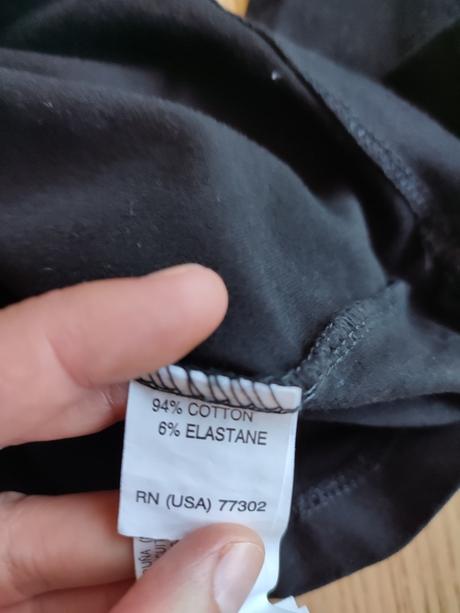 94% COTTON
6% ELASTANE
RN (USA) 77302